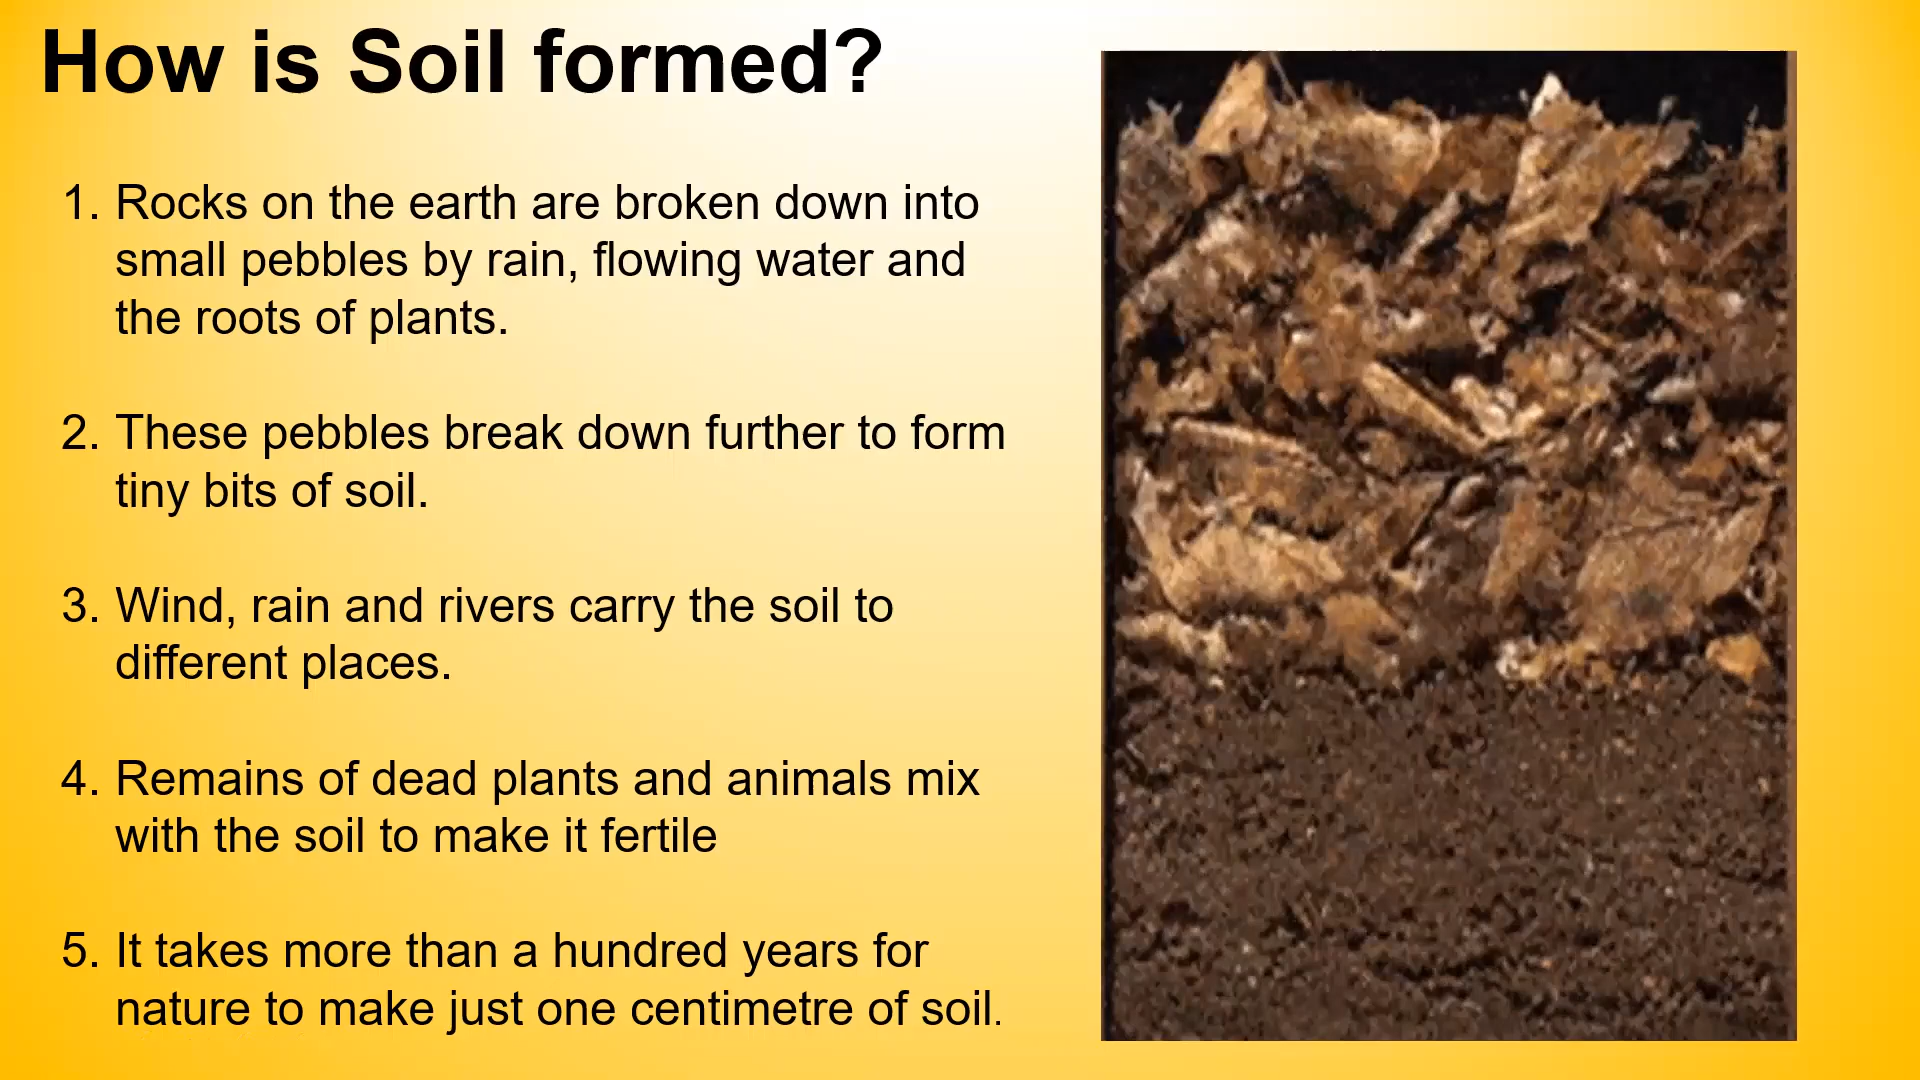 How is Soil formed?
1. Rocks on the earth are broken down into
small pebbles by rain, flowing water and
the roots of plants.
2. These pebbles break down further to form
tiny bits of soil.
3. Wind, rain and rivers carry the soil to
different places.
4. Remains of dead plants and animals mix
with the soil to make it fertile
5. It takes more than a hundred years for
nature to make just one centimetre of soil.